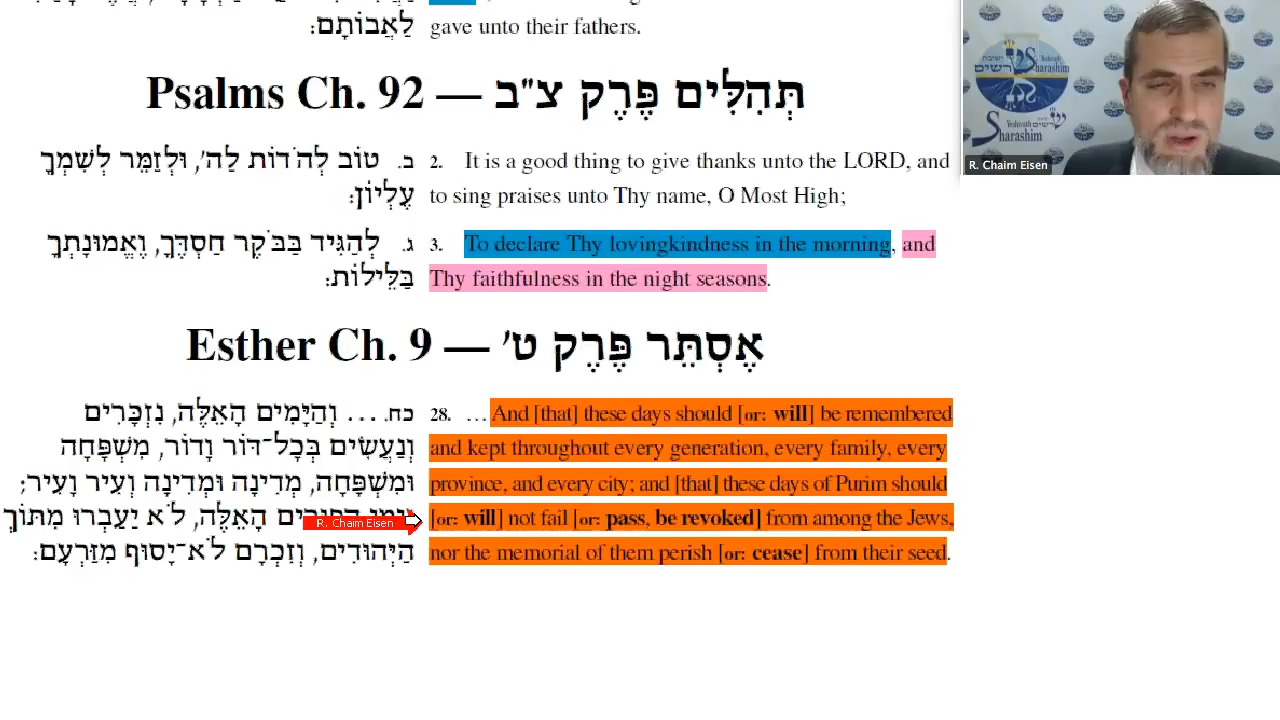 לַאֲבוֹתָם:
gave unto their fathers.
Psalms Ch. 92 — תְּהִלִּים פֶּרֶק צ"ב
ב. טוֹב לְהֹדוֹת לַה', וּלְזַמֵּר לְשִׁמְךָ
עֶלְיוֹן:
2. It is a good thing to give thanks unto the LORD, and
to sing praises unto Thy name, O Most High;
ג. לְהַגִּיד בַּבֹּקֶר חַסְדֶּךָ, וֶאֱמוּנָתְךָ
בַּלֵּילוֹת:
3. To declare Thy lovingkindness in the morning, and
Thy faithfulness in the night seasons.
Esther Ch. 9 — אֶסְתֵּר פֶּרֶק ט'
כח. ... וְהַיָּמִים הָאֵלֶּה, נִזְכָּרִים
וְנַעֲשִׂים בְּכָל־דּוֹר וָדוֹר, מִשְׁפָּחָה
וּמִשְׁפָּחָה, מְדִינָה וּמְדִינָה וְעִיר וָעִיר;
הָאֵלֶּה, לֹא יַעַבְרוּ מִתּוֹךְ
הַיְּהוּדִים, וְזִכְרָם לֹא־יָסוּף מִזַּרְעָם:
28. ... And [that] these days should [or: will] be remembered
and kept throughout every generation, every family, every
province, and every city; and [that] these days of Purim should
[or: will] not fail [or: pass, be revoked] from among the Jews,
nor the memorial of them perish [or: cease] from their seed.
R. Chaim Eisen
ישיבת
שרשים
Sharashim
Yeshivath שרשים
Sharashim
R. Chaim Eisen